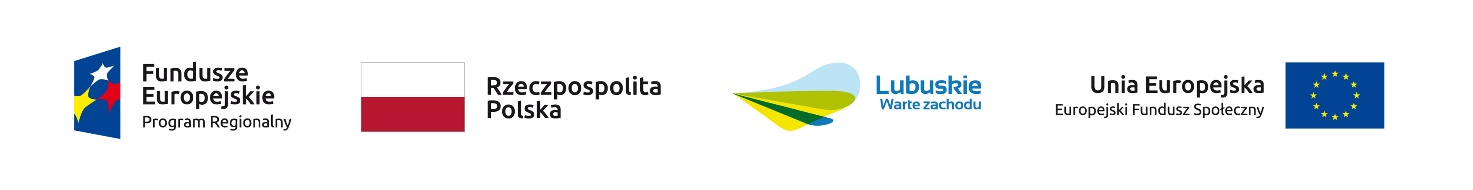 Fundusze
Europejskie
Program Regionalny
Rzeczpospolita
Polska
Lubuskie
Warte zachodu
Unia Europejska
Europejski Fundusz Społeczny